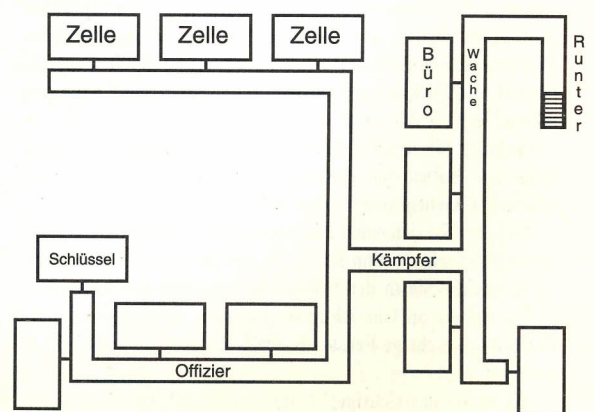 Zelle
Zelle
Zelle
Büro
Wache
Runter
Kämpfer
Schlüssel
Offizier